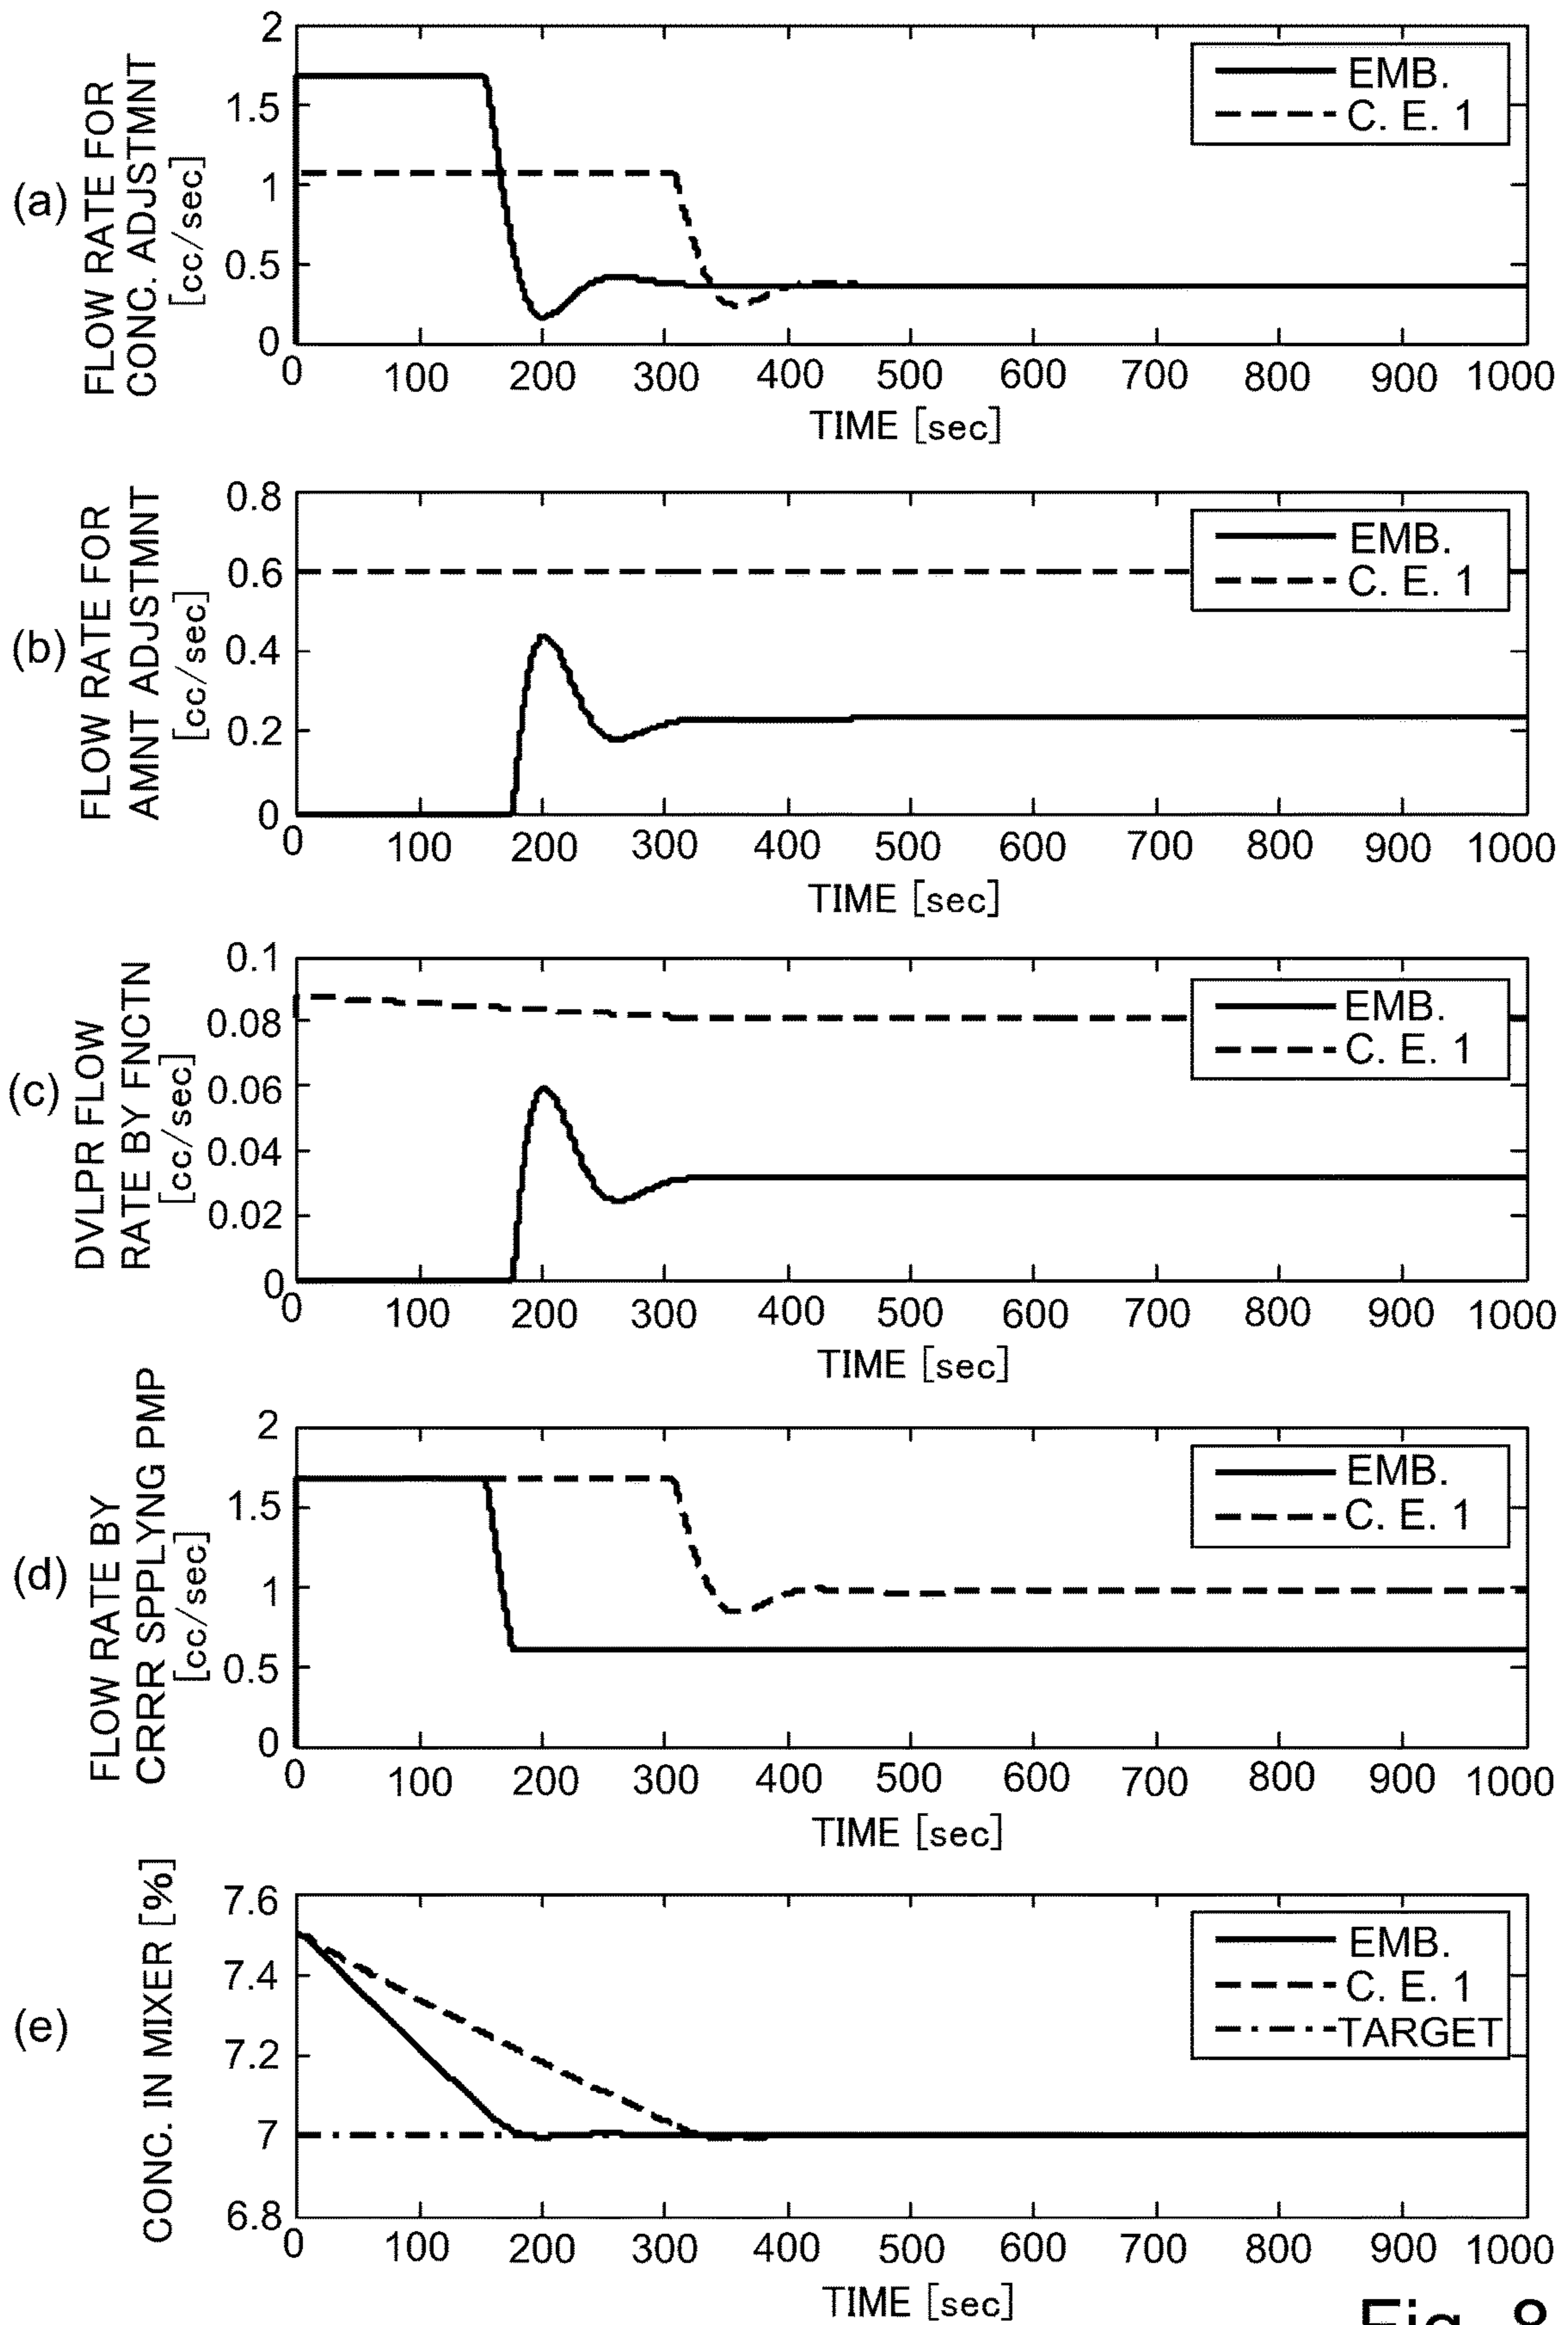 (a)
FLOW RATE FOR
CONC. ADJSTMNT
[cc/sec]
2
1.5
1
0.5
0
EMB.
C. E. 1
0 100 200 300 400 500 600 700 800 900 1000
TIME [sec]
(b)
FLOW RATE FOR
AMNT ADJSTMNT
[cc/sec]
0.8
0.6
0.4
0.2
0
EMB.
C. E. 1
0 100 200 300 400 500 600 700 800 900 1000
TIME [sec]
(c)
DVLPR FLOW
RATE BY FNCTN
[cc/sec]
0.1
0.08
0.06
0.04
0.02
0
EMB.
C. E. 1
0 100 200 300 400 500 600 700 800 900 1000
TIME [sec]
(d)
FLOW RATE BY
CRRRR SPPLYNG PMP
[cc/sec]
2
1.5
1
0.5
0
EMB.
C. E. 1
0 100 200 300 400 500 600 700 800 900 1000
TIME [sec]
(e)
CONC. IN MIXER [%]
7.6
7.4
7.2
7
6.8
EMB.
C. E. 1
TARGET
0 100 200 300 400 500 600 700 800 900 1000
TIME [sec]
Fig. 8